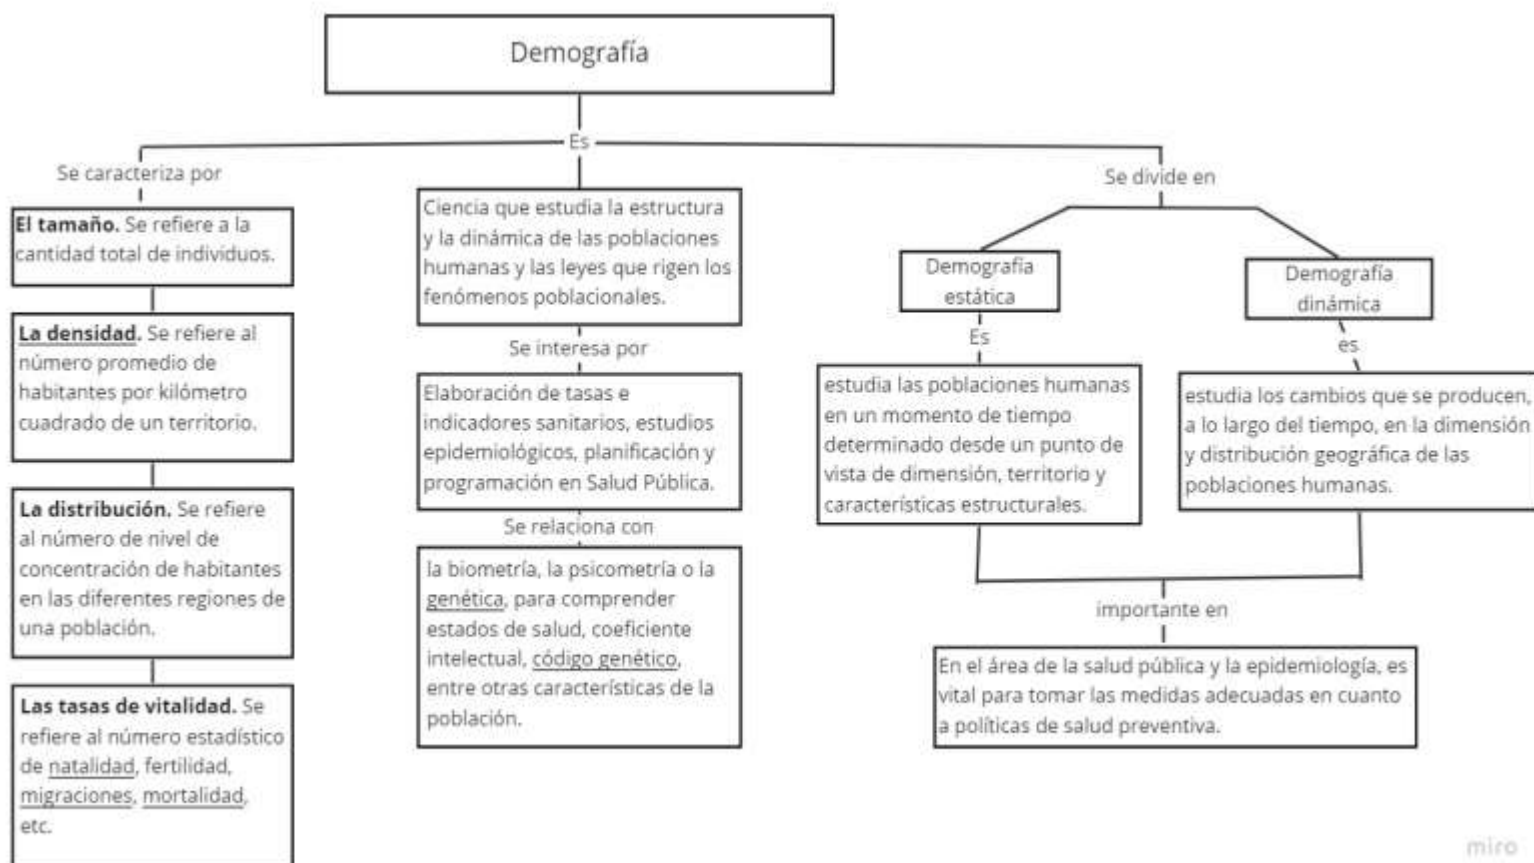 Demografía
Es
Se caracteriza por
El tamaño. Se refiere a la
cantidad total de individuos.
La densidad. Se refiere al
número promedio de
habitantes por kilómetro
cuadrado de un territorio.
La distribución. Se refiere
al número de nivel de
concentración de habitantes
en las diferentes regiones de
una población.
Las tasas de vitalidad. Se
refiere al número estadístico
de natalidad, fertilidad,
migraciones, mortalidad,
etc.
Ciencia que estudia la estructura
y la dinámica de las poblaciones
humanas y las leyes que rigen los
fenómenos poblacionales.
Se interesa por
Elaboración de tasas e
indicadores sanitarios, estudios
epidemiológicos, planificación y
programación en Salud Pública.
Se relaciona con
la biometría, la psicometría o la
genética, para comprender
estados de salud, coeficiente
intelectual, código genético,
entre otras características de la
población.
Se divide en
Demografía
estática
Es
estudia las poblaciones humanas
en un momento de tiempo
determinado desde un punto de
vista de dimensión, territorio y
características estructurales.
Demografía
dinámica
es
estudia los cambios que se producen,
a lo largo del tiempo, en la dimensión
y distribución geográfica de las
poblaciones humanas.
importante en
En el área de la salud pública y la epidemiología, es
vital para tomar las medidas adecuadas en cuanto
a políticas de salud preventiva.
miro